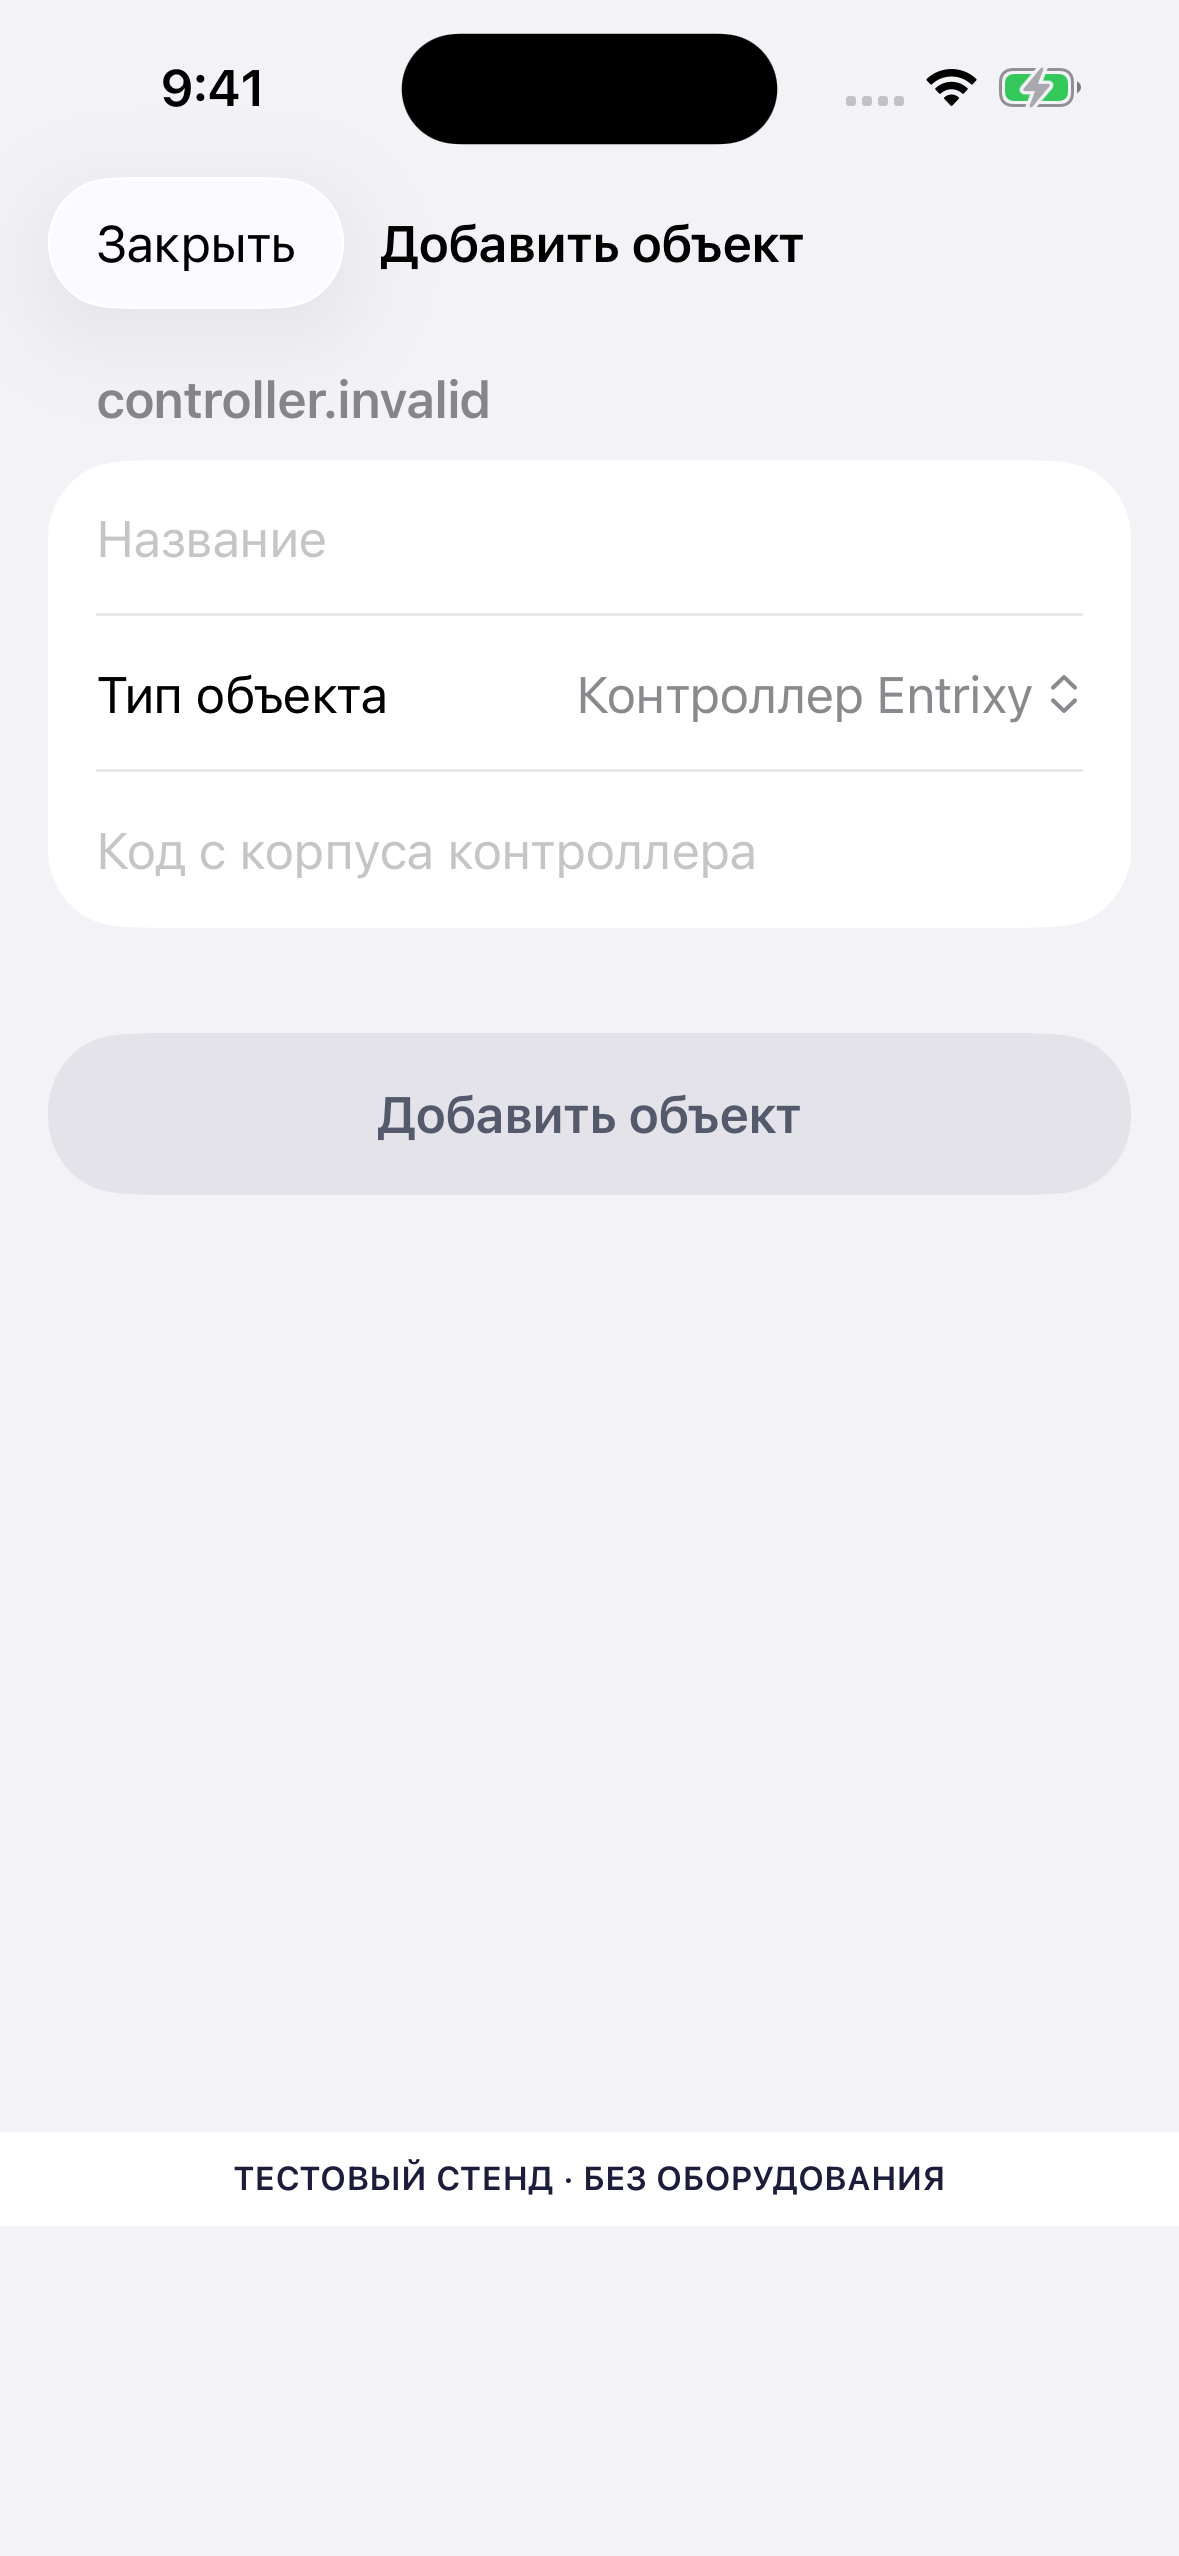 9:41
Закрыть
Добавить объект
controller.invalid
Название
Тип объекта
Контроллер Entrixy
Код с корпуса контроллера
Добавить объект
ТЕСТОВЫЙ СТЕНД · БЕЗ ОБОРУДОВАНИЯ